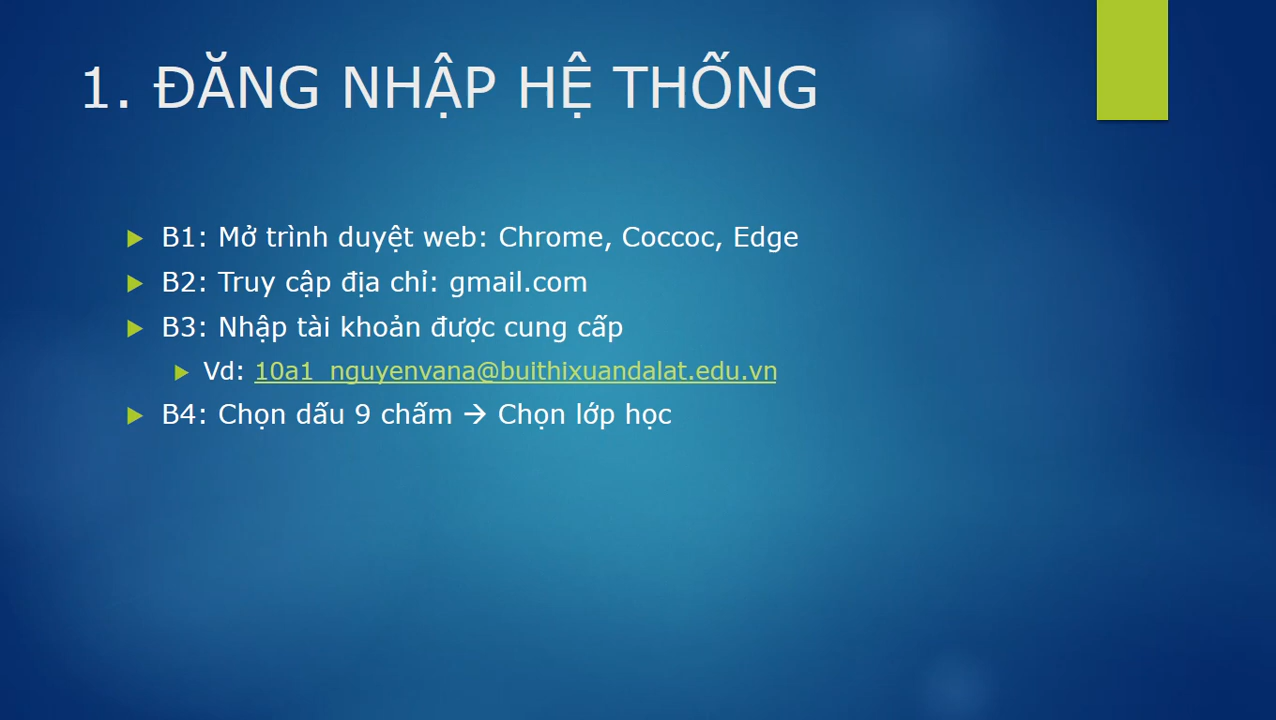 1. ĐĂNG NHẬP HỆ THỐNG
B1: Mở trình duyệt web: Chrome, Coccoc, Edge
B2: Truy cập địa chỉ: gmail.com
B3: Nhập tài khoản được cung cấp
Vd: 10a1_nguyenvana@buithixuandalat.edu.vn
B4: Chọn dấu 9 chấm → Chọn lớp học